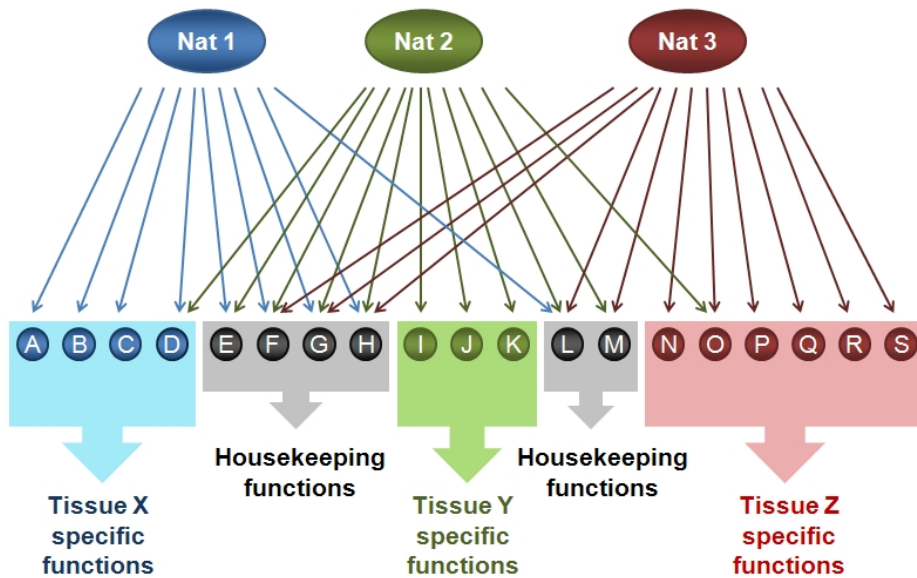 Nat 1 Nat 2 Nat 3
A B C D E F G H I J K L M N O P Q R S
Housekeeping
functions
Housekeeping
functions
Tissue X
specific
functions
Tissue Y
specific
functions
Tissue Z
specific
functions